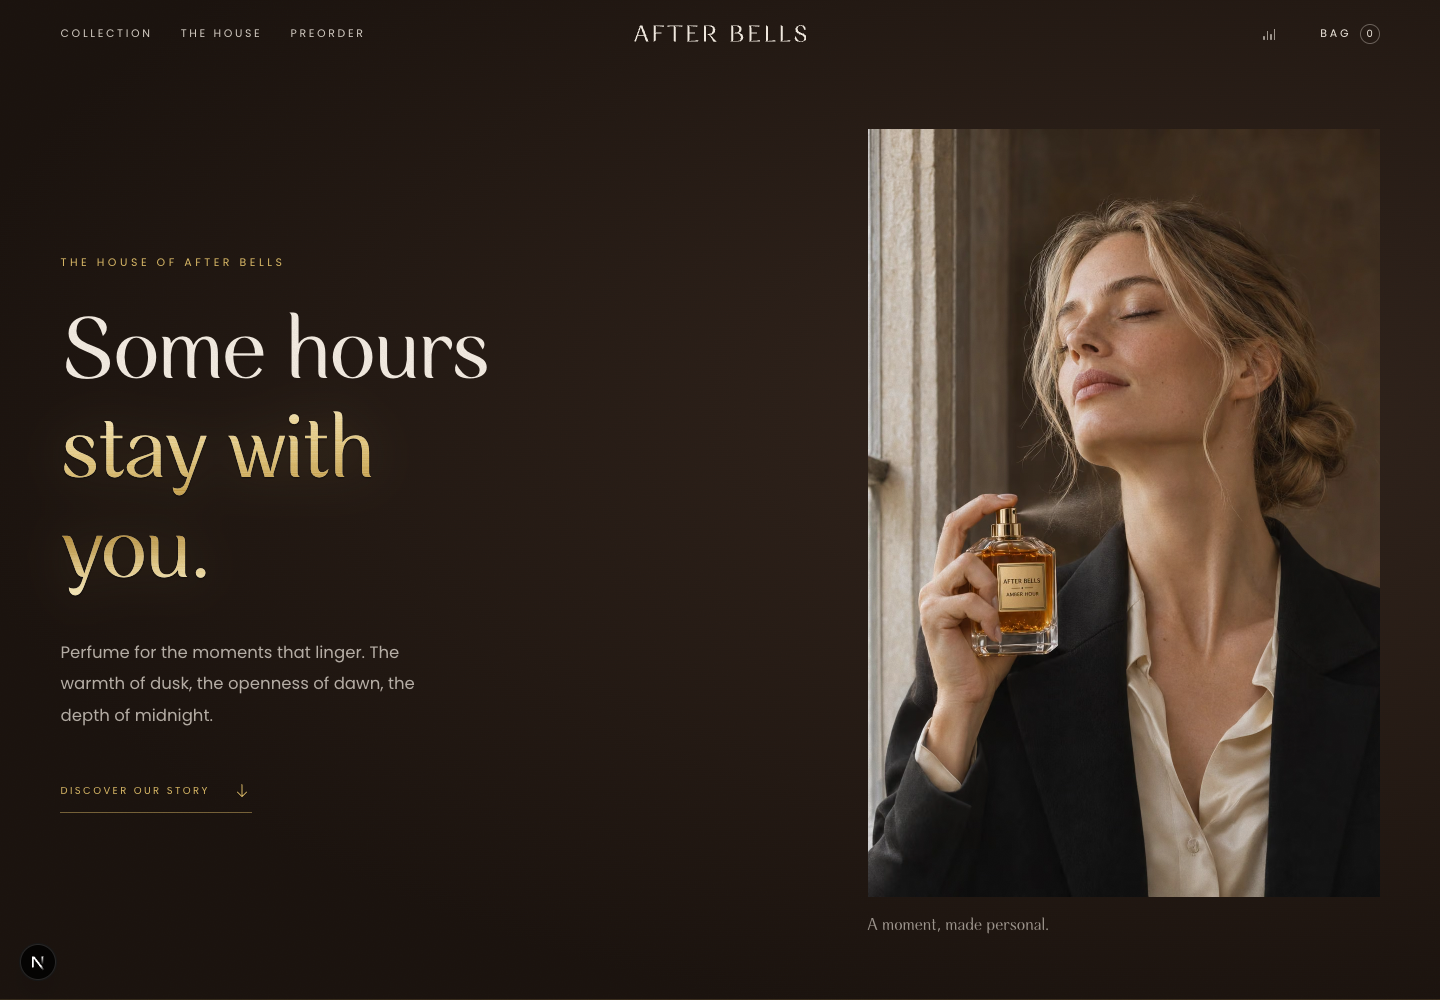 COLLECTION THE HOUSE PREORDER
AFTER BELLS
BAG 0
THE HOUSE OF AFTER BELLS
Some hours
stay with
you.
Perfume for the moments that linger. The
warmth of dusk, the openness of dawn, the
depth of midnight.
DISCOVER OUR STORY
AFTER BELLS
AMBER HOUR
A moment, made personal.
N